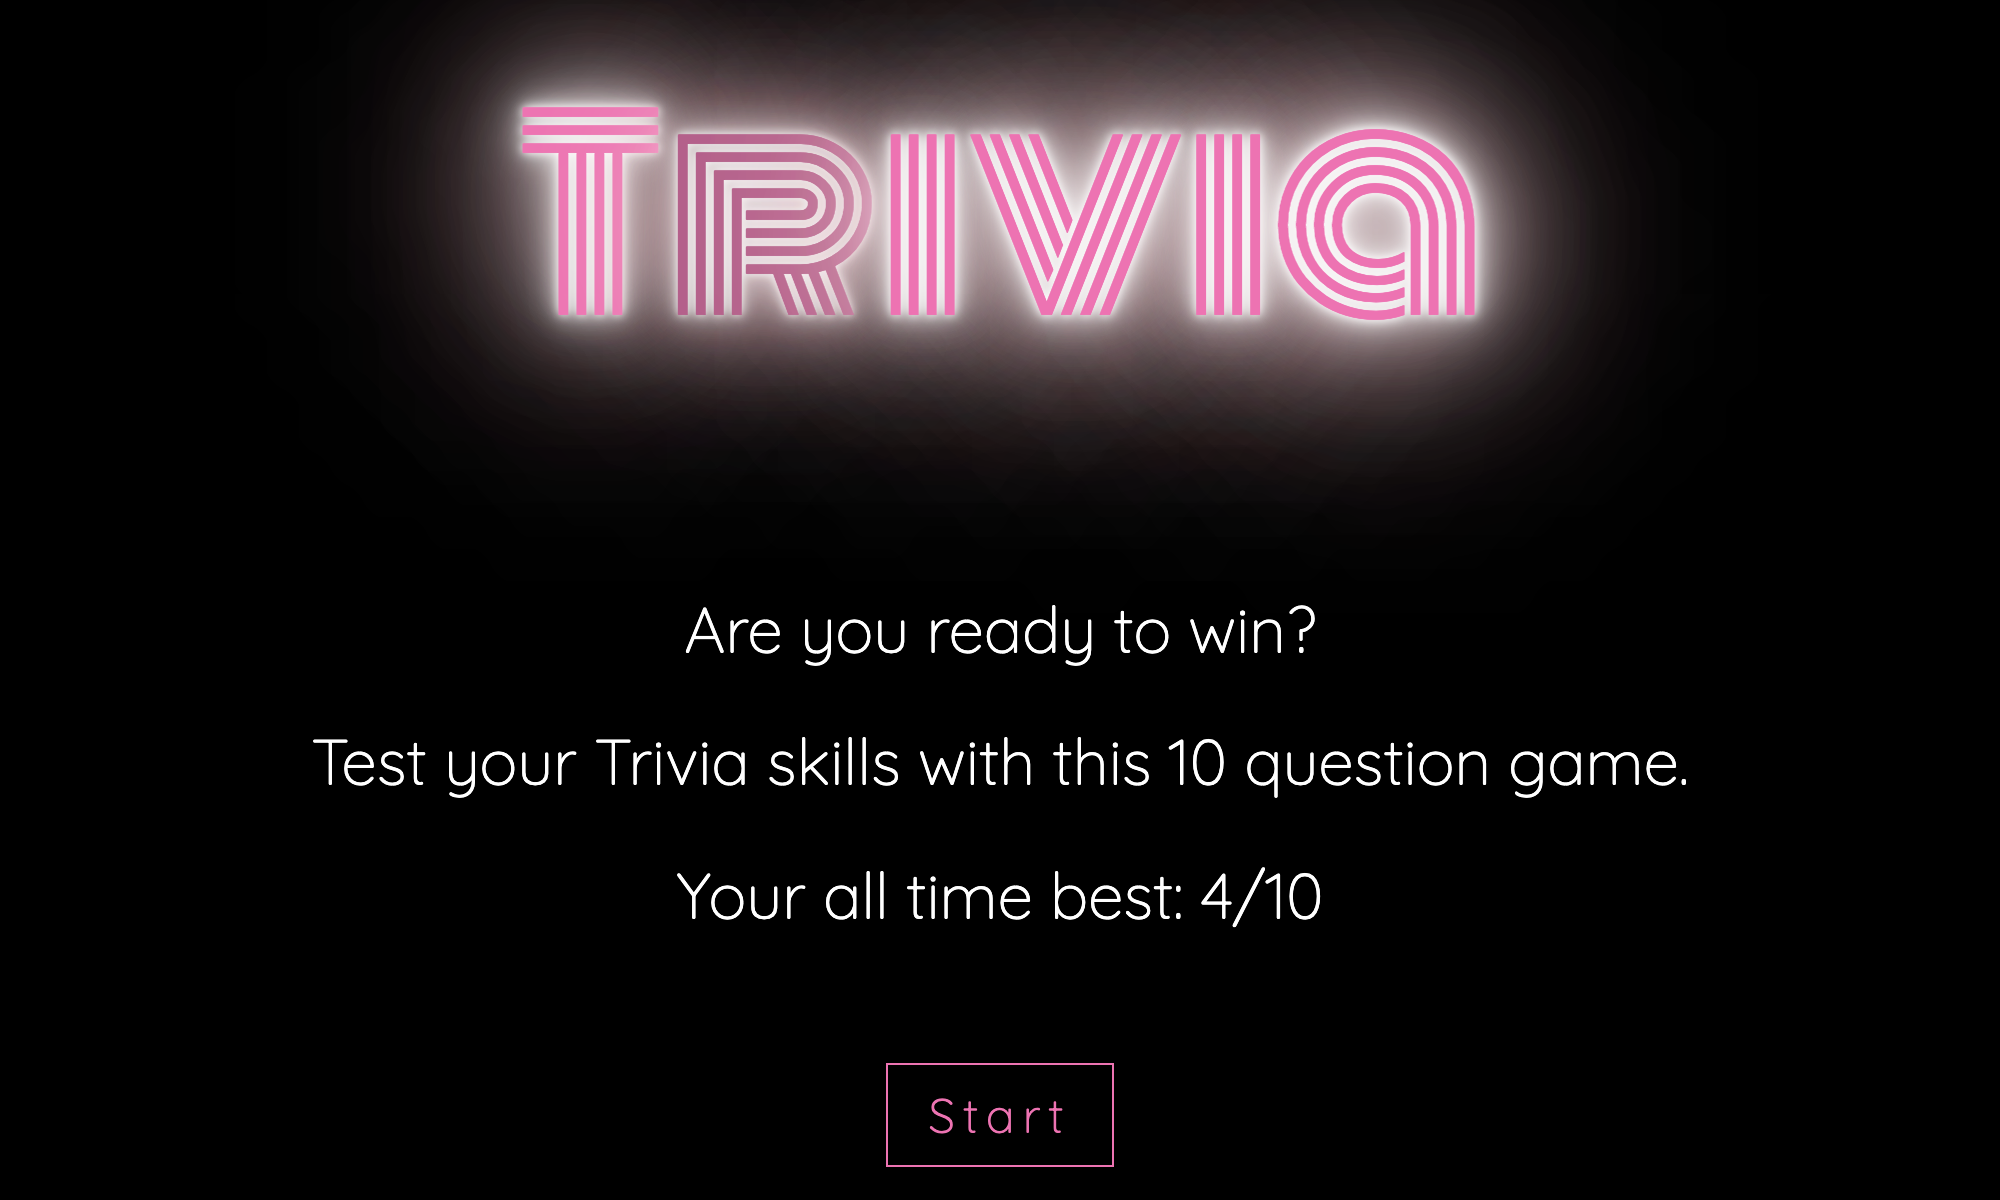 Trivia
Are you ready to win?
Test your Trivia skills with this 10 question game.
Your all time best: 4/10
Start